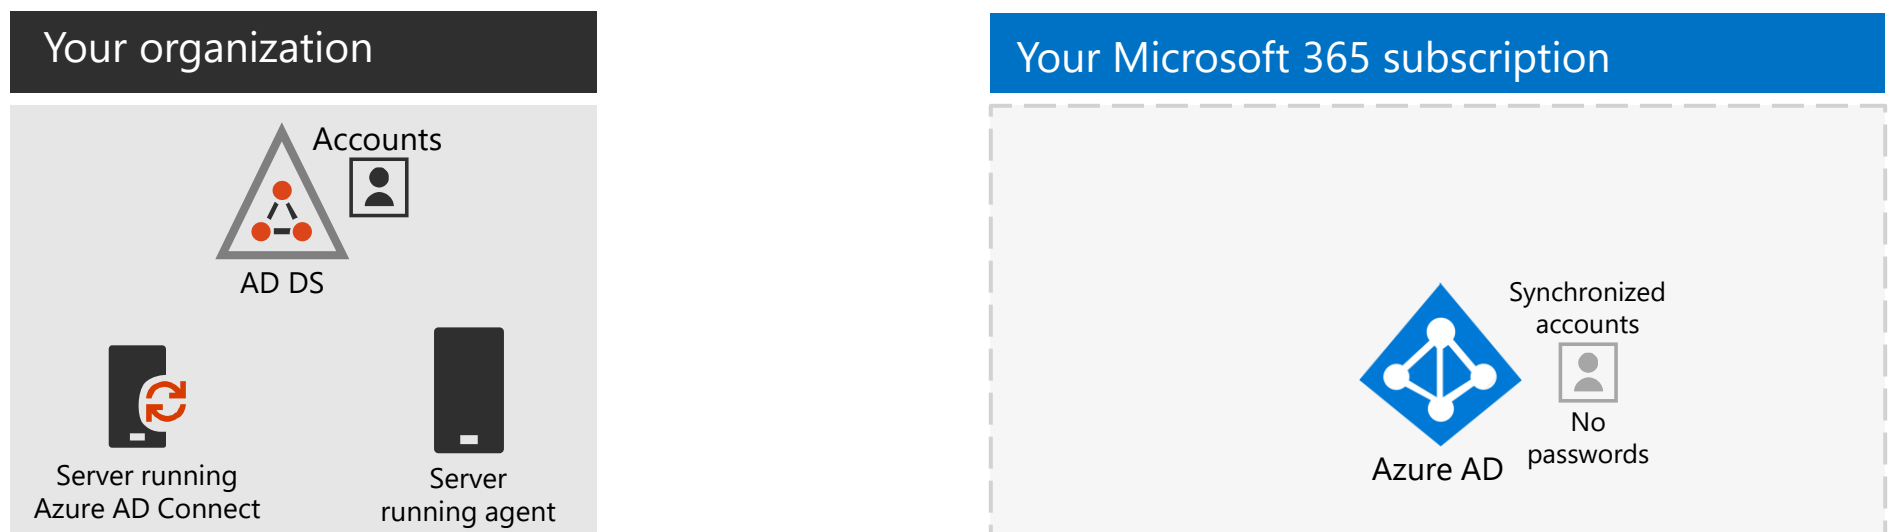 Your organization
Accounts
AD DS
Server running
Azure AD Connect
Server
running agent
Your Microsoft 365 subscription
Synchronized
accounts
No
passwords
Azure AD